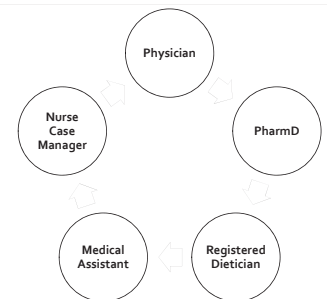 Physician
PharmD
Registered
Dietician
Medical
Assistant
Nurse
Case
Manager